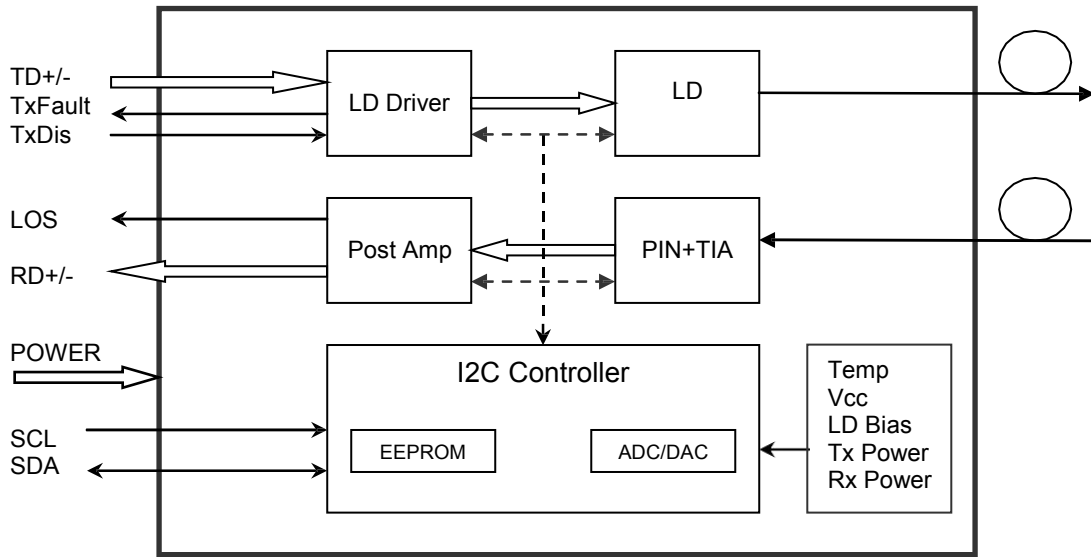 TD+/-
TxFault
TxDis
LD Driver
LD
LOS
RD+/-
Post Amp
PIN+TIA
POWER
SCL
SDA
I2C Controller
EEPROM
ADC/DAC
Temp
Vcc
LD Bias
Tx Power
Rx Power